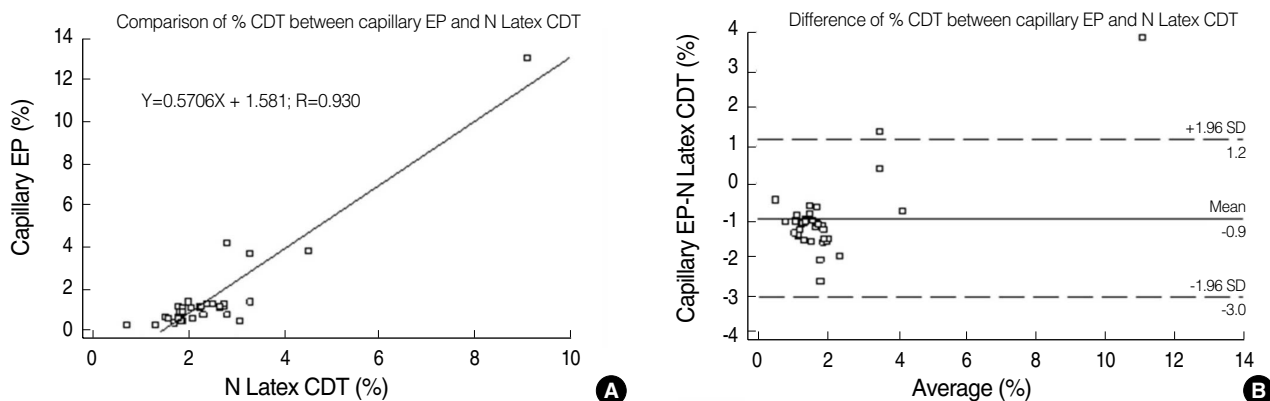 Comparison of % CDT between capillary EP and N Latex CDT
Capillary EP (%)
14
12
10
8
6
4
2
0
Y=0.5706X + 1.581; R=0.930
0 2 4 6 8 10
N Latex CDT (%)
A
Difference of % CDT between capillary EP and N Latex CDT
Capillary EP-N Latex CDT (%)
4
3
2
1
0
-1
-2
-3
-4
+1.96 SD
1.2
Mean
-0.9
-1.96 SD
-3.0
0 2 4 6 8 10 12 14
Average (%)
B